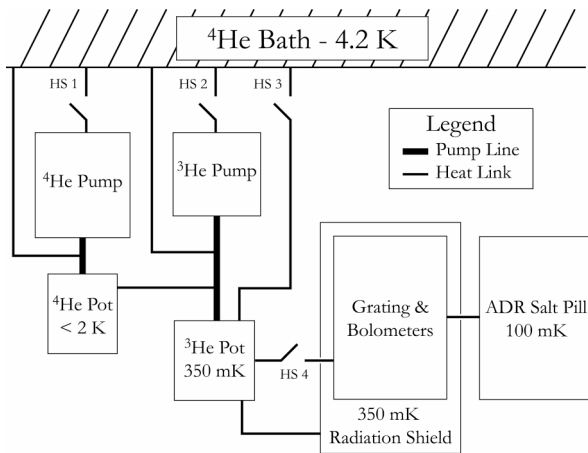 ⁴He Bath - 4.2 K
HS 1
HS 2
HS 3
Legend
Pump Line
Heat Link
⁴He Pump
³He Pump
⁴He Pot
< 2 K
³He Pot
350 mK
HS 4
Grating &
Bolometers
ADR Salt Pill
100 mK
350 mK
Radiation Shield